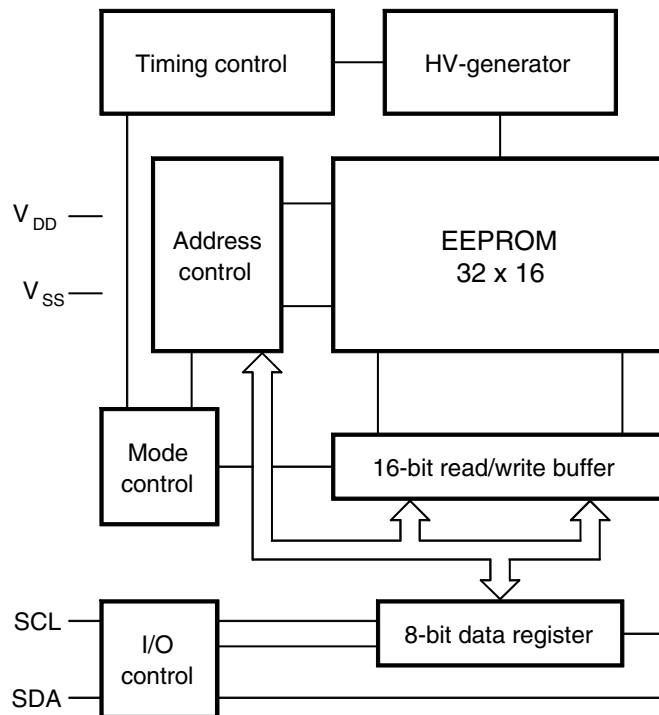 Timing control
HV-generator
V DD
Address
control
EEPROM
32 x 16
V SS
Mode
control
16-bit read/write buffer
SCL
I/O
control
8-bit data register
SDA